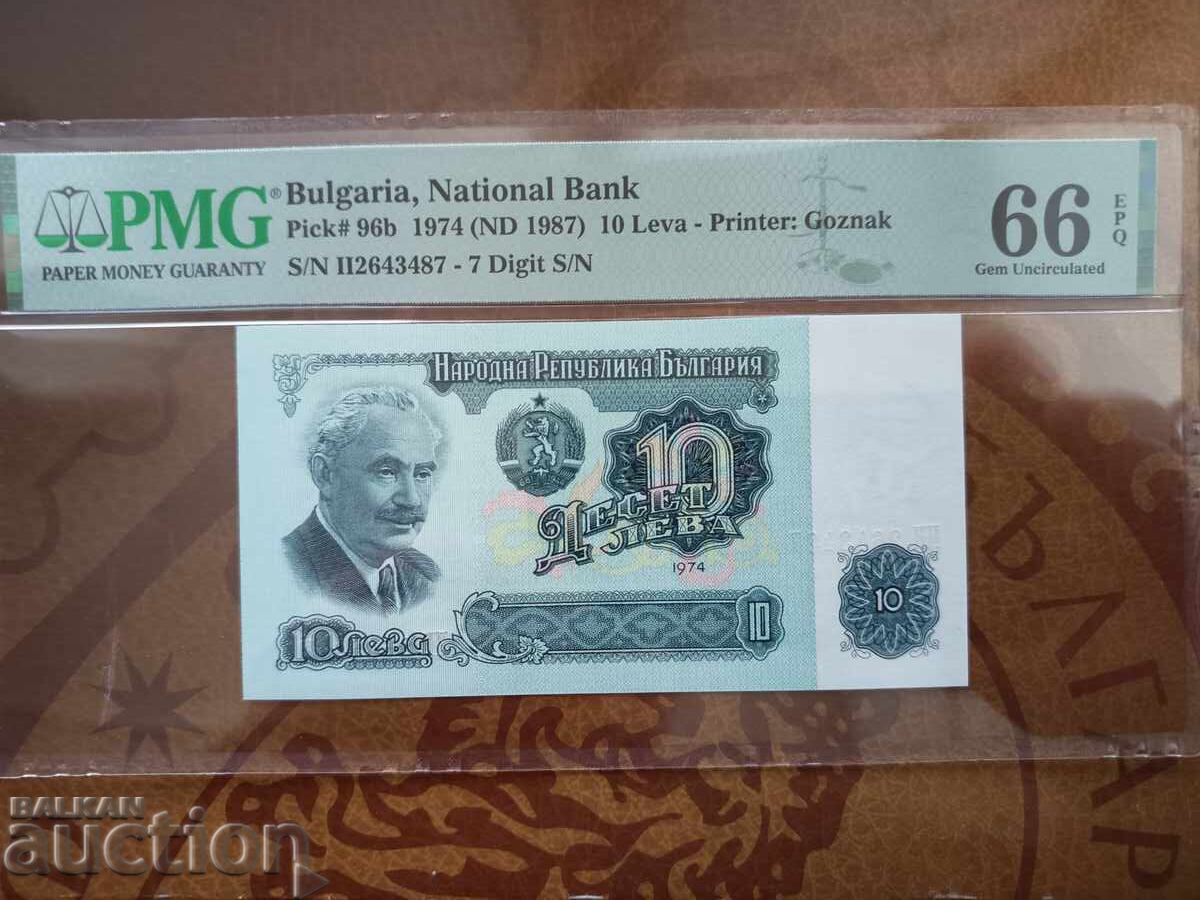 PMG®
PAPER MONEY GUARANTY
Bulgaria, National Bank
Pick# 96b 1974 (ND 1987) 10 Leva - Printer: Goznak
S/N II2643487 - 7 Digit S/N
66 EPQ
Gem Uncirculated
НАРОДНА РЕПУБЛИКА БЪЛГАРИЯ
10
ДЕСЕТ
ЛЕВА
1974
10 ЛЕВА
10
10
БЪЛГАР
BALKAN
auction